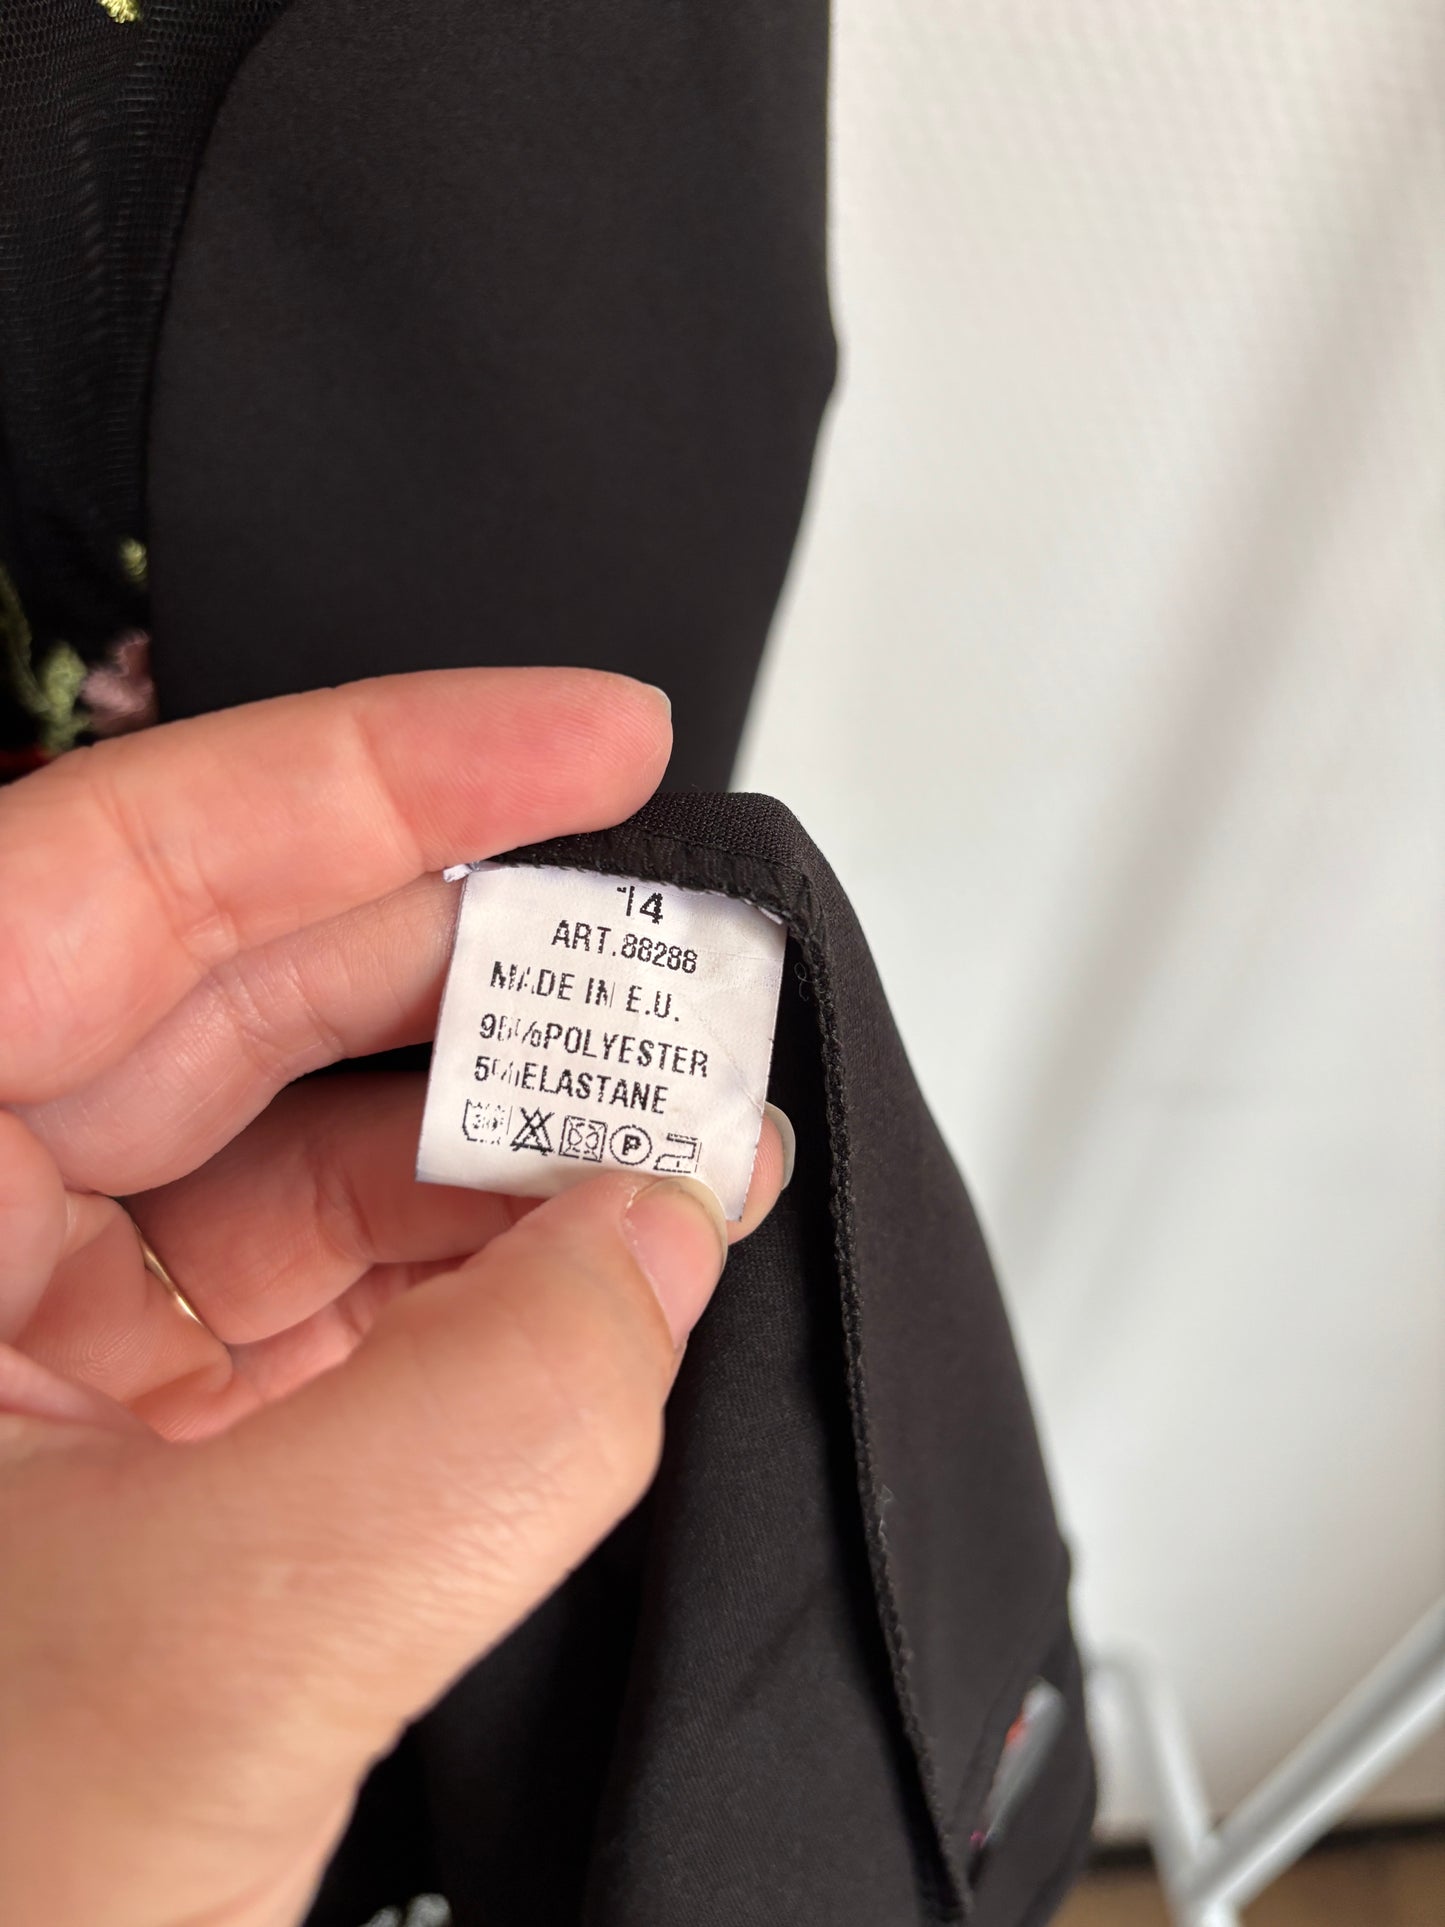 14
ART.88288
MADE IN E.U.
95%POLYESTER
5%ELASTANE
P